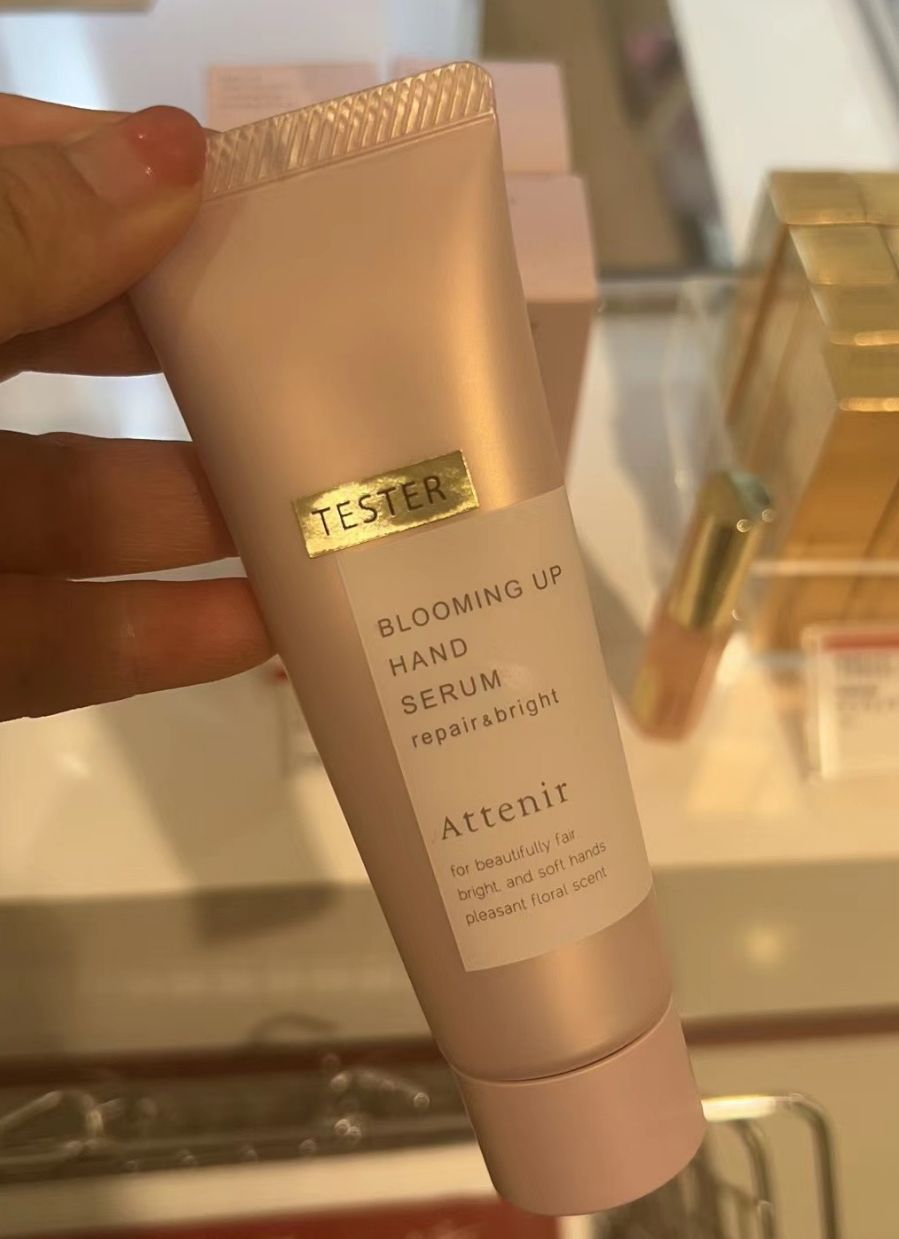 TESTER
BLOOMING UP
HAND
SERUM
repair&bright
Attenir
for beautifully fair
bright, and soft hands
pleasant floral scent